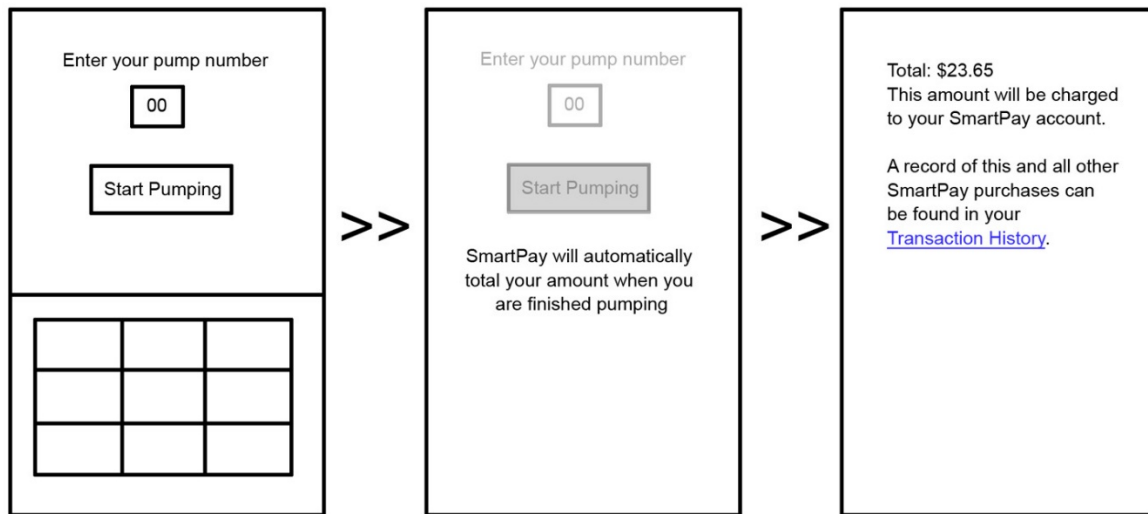 Enter your pump number
00
Start Pumping
>>
Enter your pump number
00
Start Pumping
SmartPay will automatically
total your amount when you
are finished pumping
>>
Total: $23.65
This amount will be charged
to your SmartPay account.
A record of this and all other
SmartPay purchases can
be found in your
Transaction History.